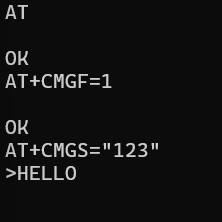 AT
OK
AT+CMGF=1
OK
AT+CMGS="123"
>HELLO